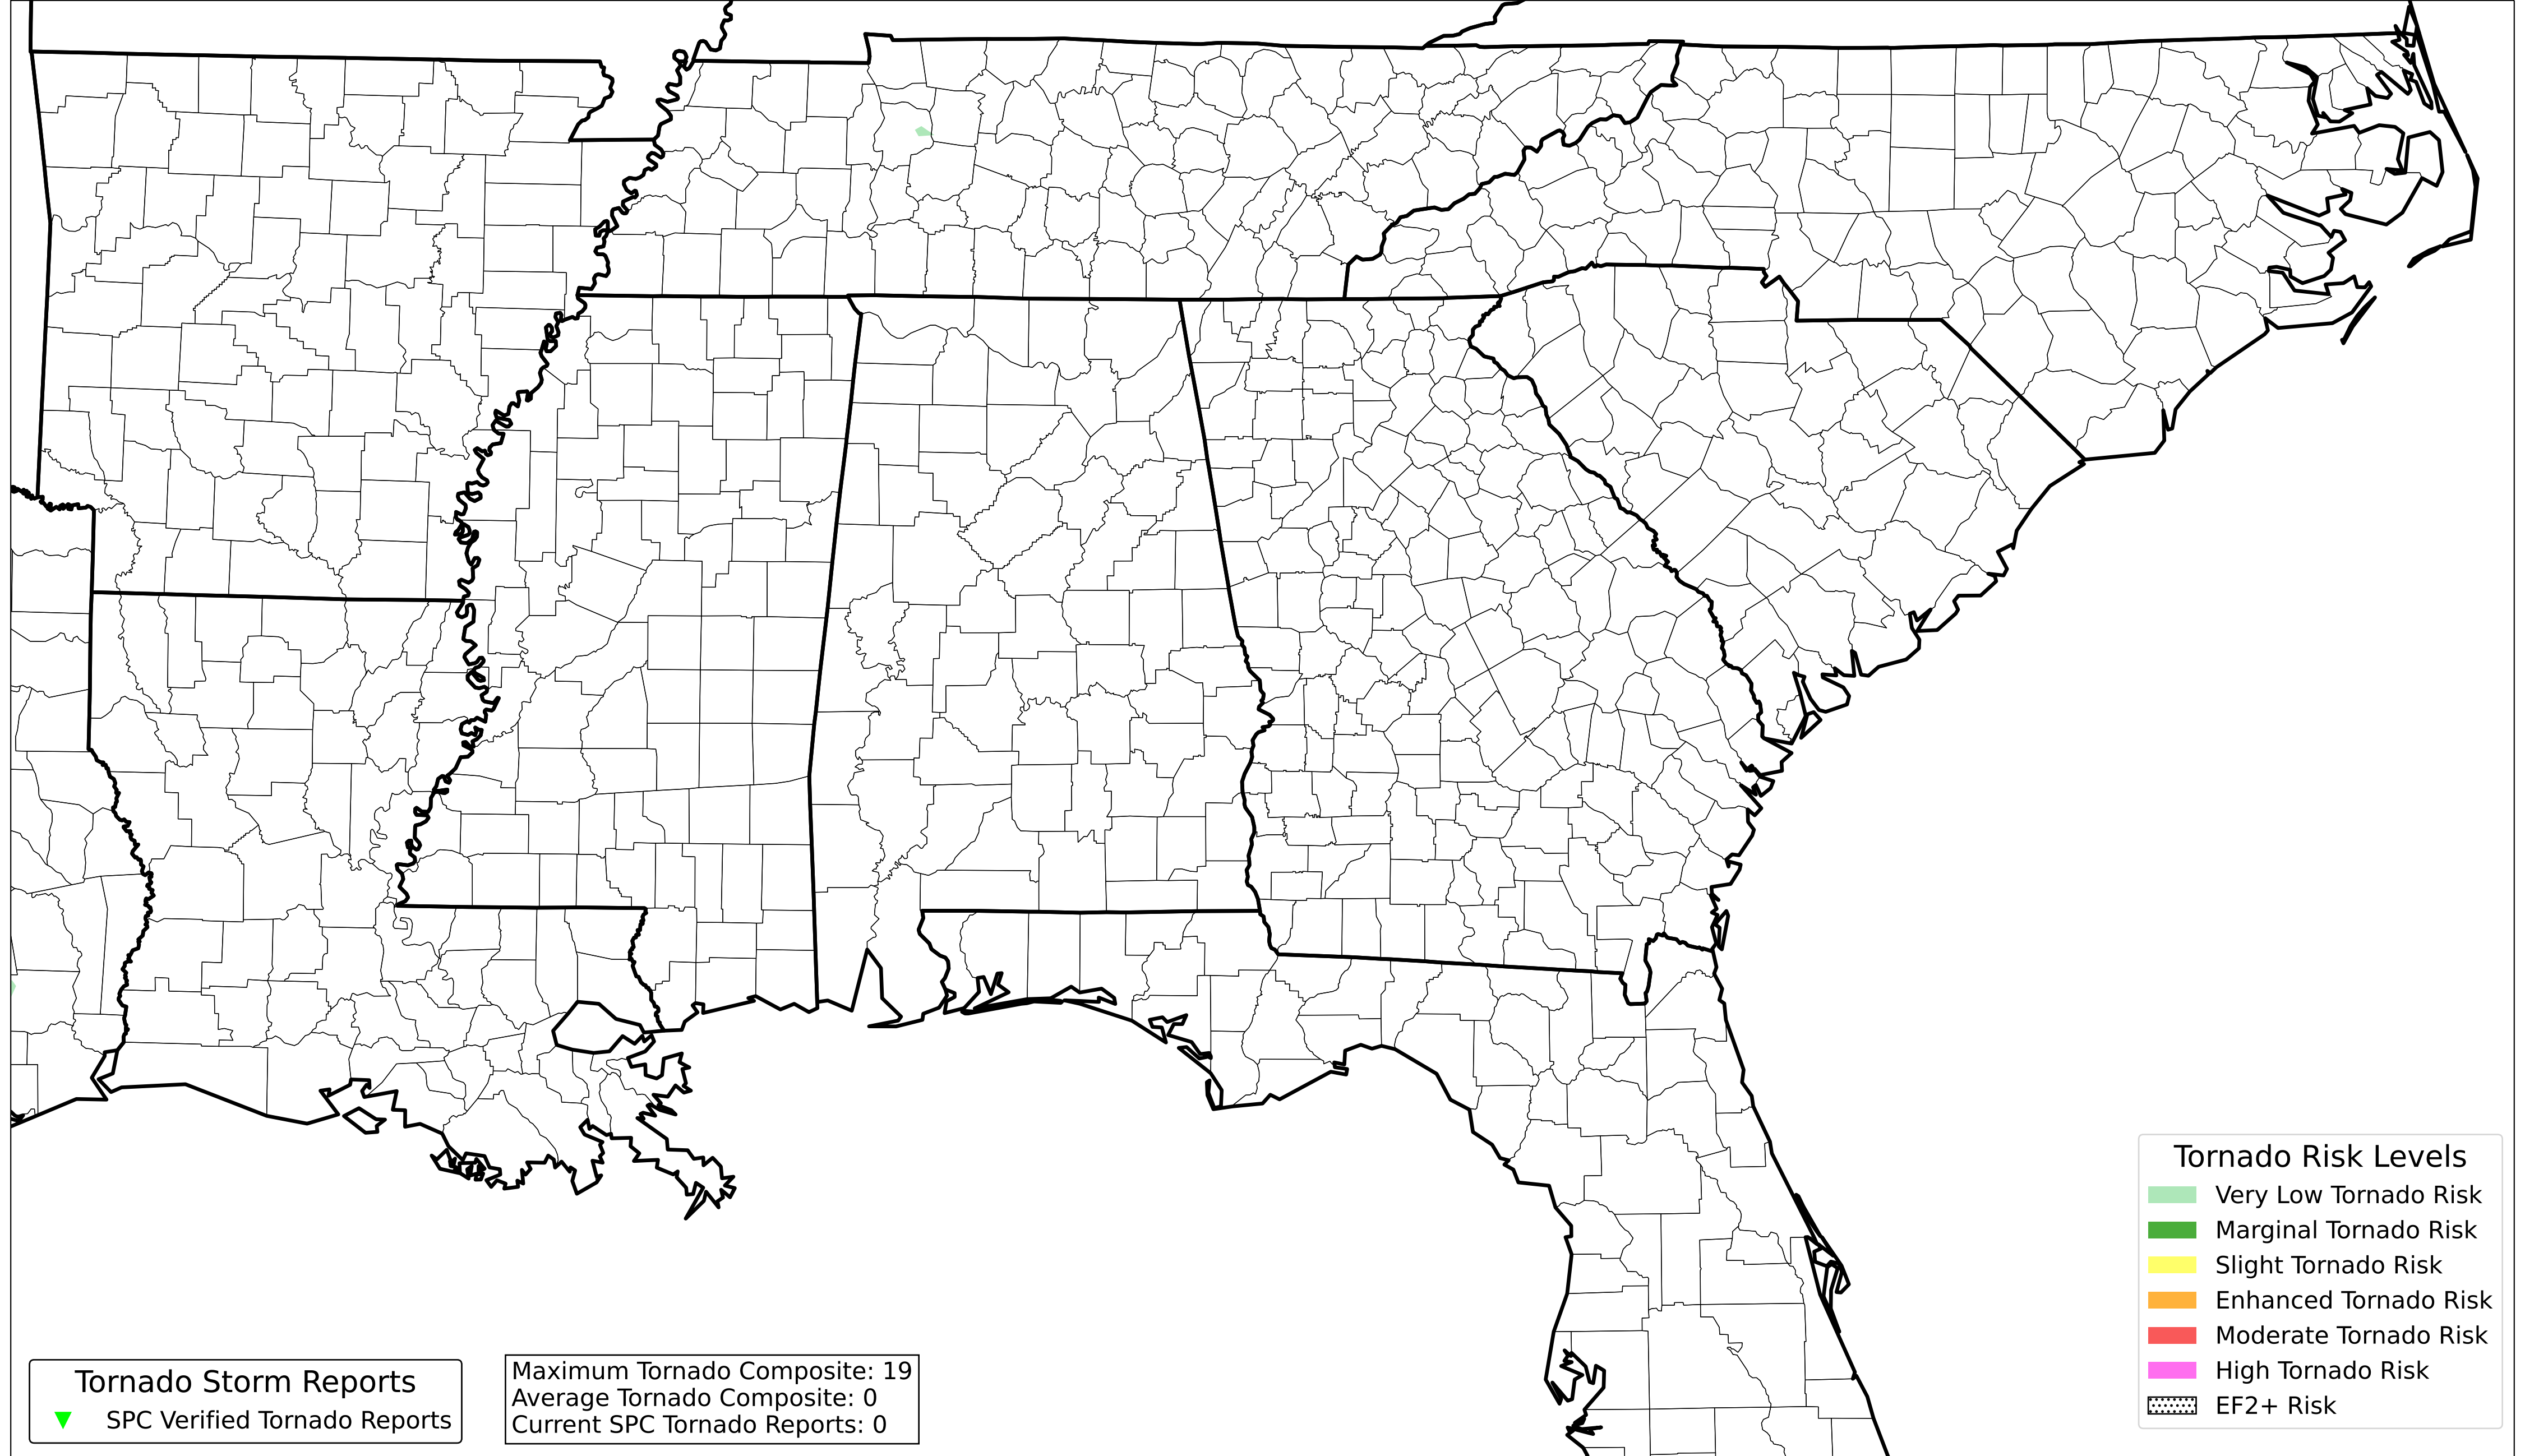 Tornado Risk Levels
Very Low Tornado Risk
Marginal Tornado Risk
Slight Tornado Risk
Enhanced Tornado Risk
Moderate Tornado Risk
High Tornado Risk
EF2+ Risk
Tornado Storm Reports
SPC Verified Tornado Reports
Maximum Tornado Composite: 19
Average Tornado Composite: 0
Current SPC Tornado Reports: 0